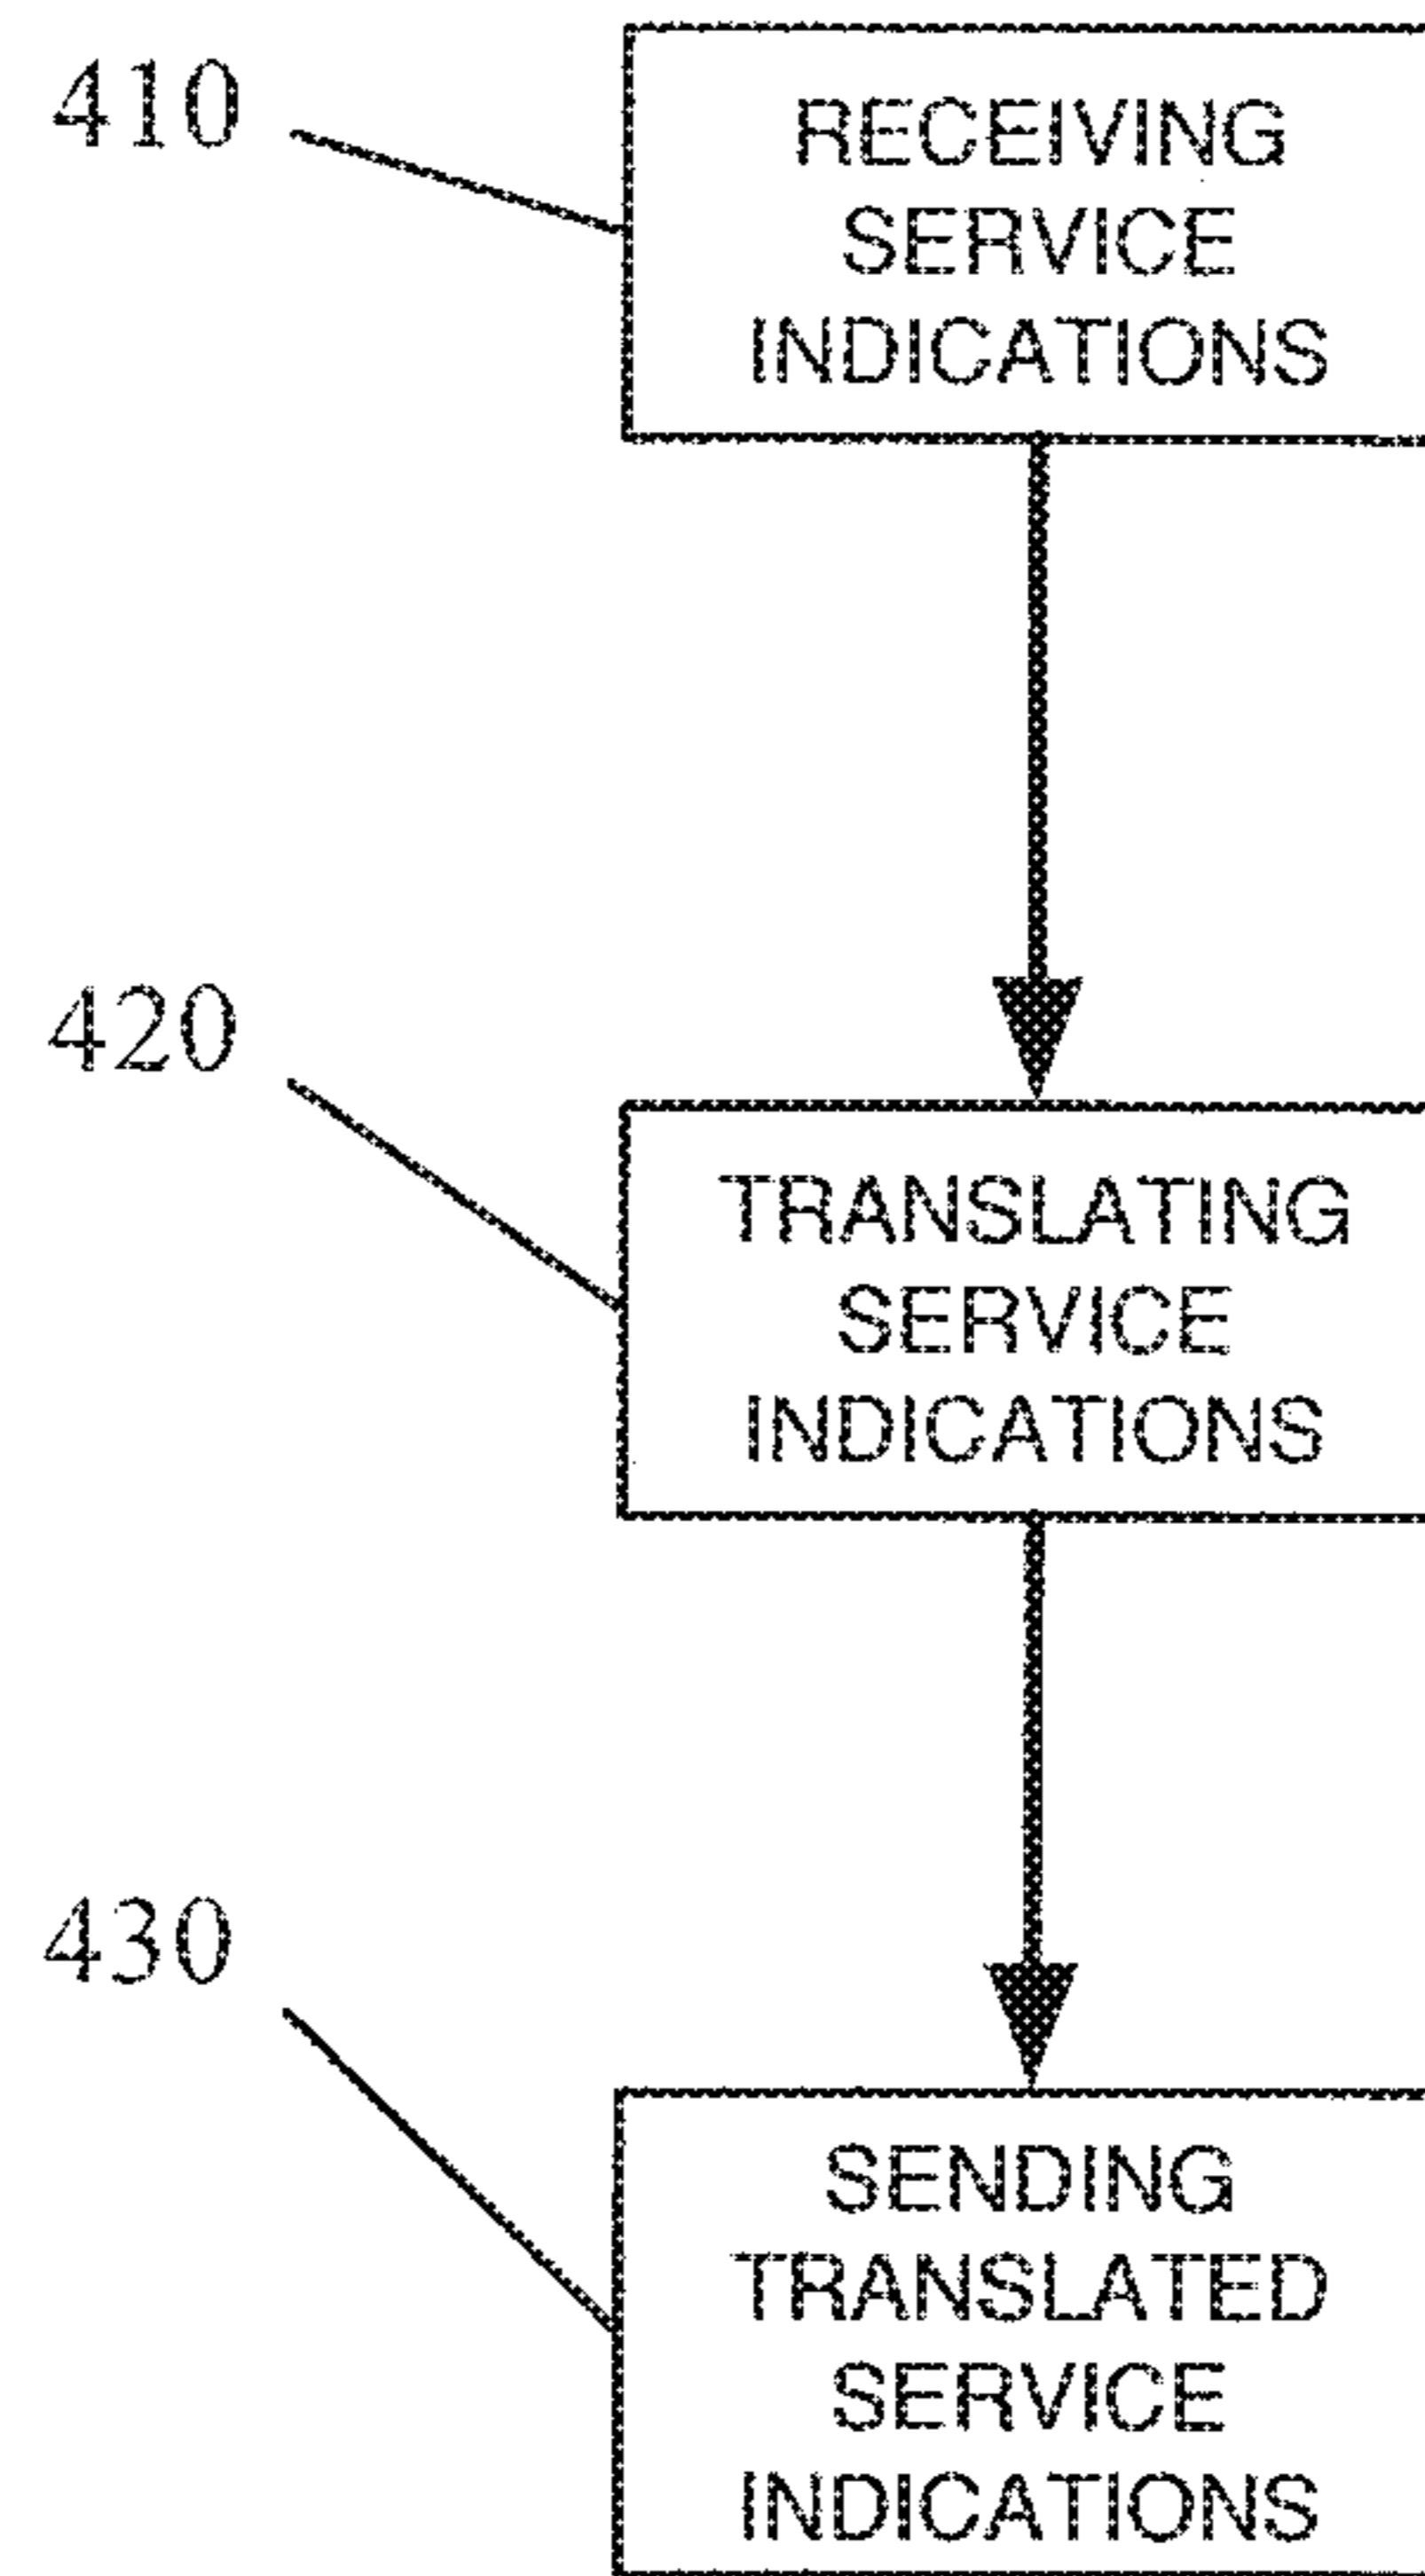 410
RECEIVING
SERVICE
INDICATIONS
420
TRANSLATING
SERVICE
INDICATIONS
430
SENDING
TRANSLATED
SERVICE
INDICATIONS